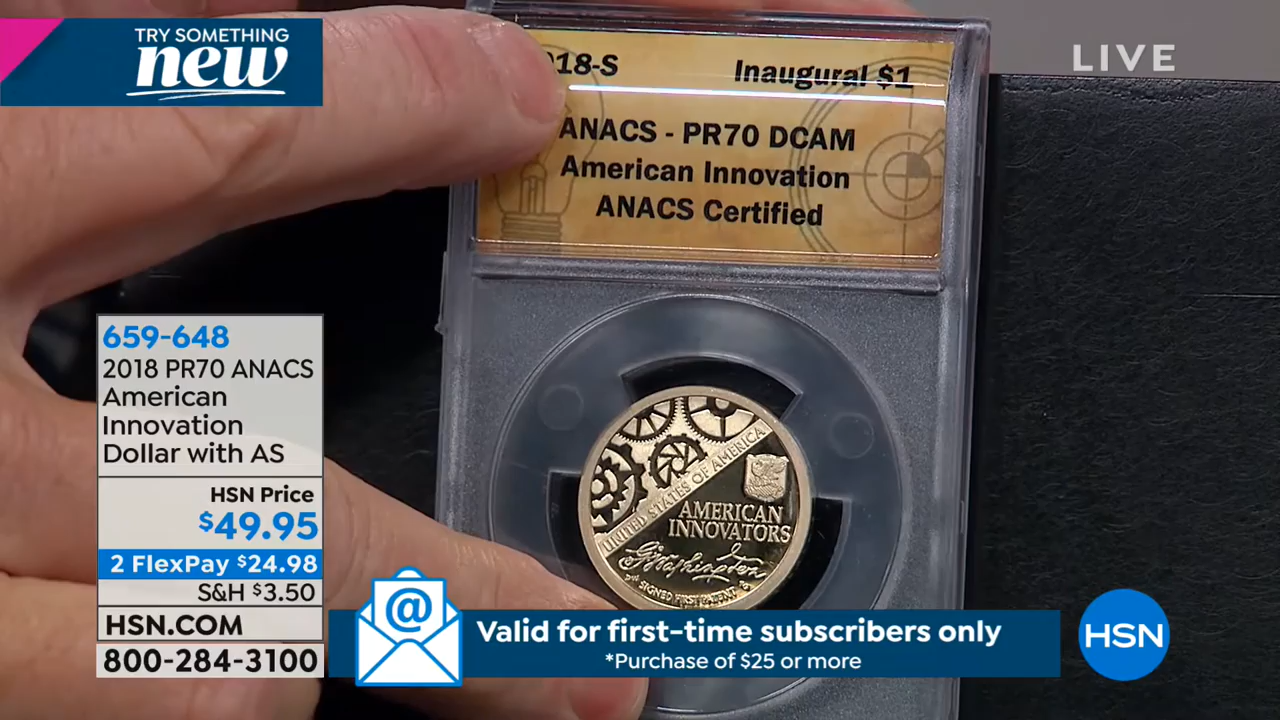 TRY SOMETHING
new
LIVE
18-S Inaugural $1
ANACS - PR70 DCAM
American Innovation
ANACS Certified
659-648
2018 PR70 ANACS
American
Innovation
Dollar with AS
HSN Price
$49.95
2 FlexPay $24.98
S&H $3.50
HSN.COM
800-284-3100
UNITED STATES OF AMERICA
AMERICAN
INNOVATORS
GWashington
SIGNED FIRST PATENT
@
Valid for first-time subscribers only
*Purchase of $25 or more
HSN